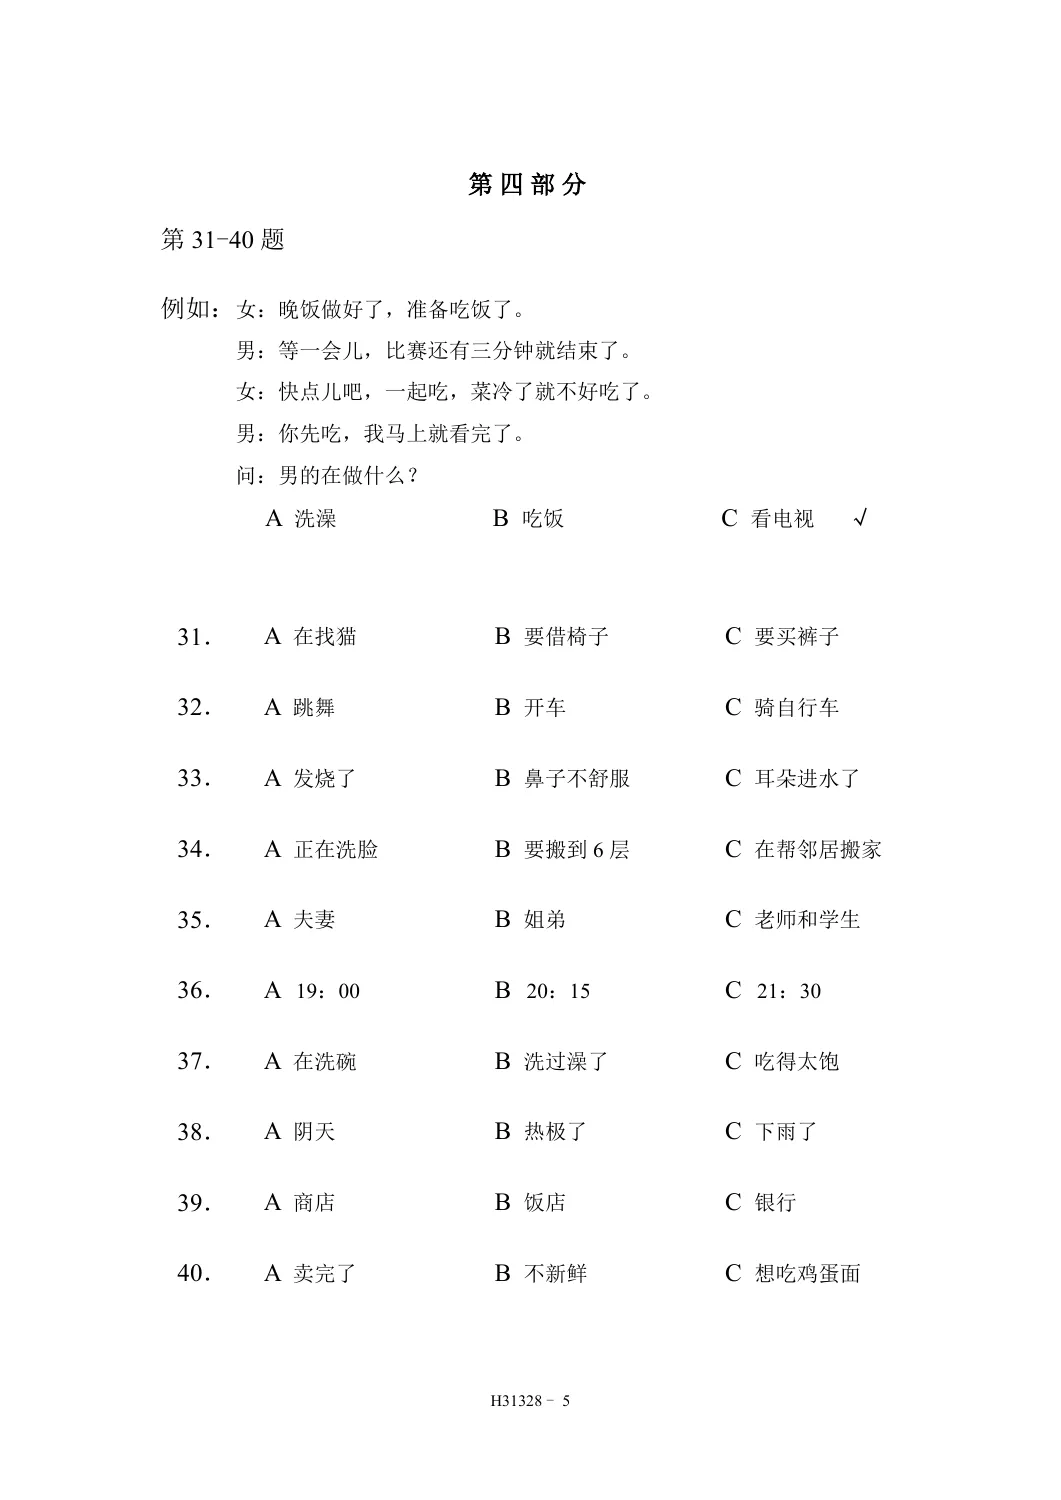 第四部分
第 31-40 题
例如：女：晚饭做好了，准备吃饭了。
男：等一会儿，比赛还有三分钟就结束了。
女：快点儿吧，一起吃，菜冷了就不好吃了。
男：你先吃，我马上就看完了。
问：男的在做什么？
A 洗澡 B 吃饭 C 看电视 √
31. A 在找猫 B 要借椅子 C 要买裤子
32. A 跳舞 B 开车 C 骑自行车
33. A 发烧了 B 鼻子不舒服 C 耳朵进水了
34. A 正在洗脸 B 要搬到 6 层 C 在帮邻居搬家
35. A 夫妻 B 姐弟 C 老师和学生
36. A 19：00 B 20：15 C 21：30
37. A 在洗碗 B 洗过澡了 C 吃得太饱
38. A 阴天 B 热极了 C 下雨了
39. A 商店 B 饭店 C 银行
40. A 卖完了 B 不新鲜 C 想吃鸡蛋面
H31328 - 5